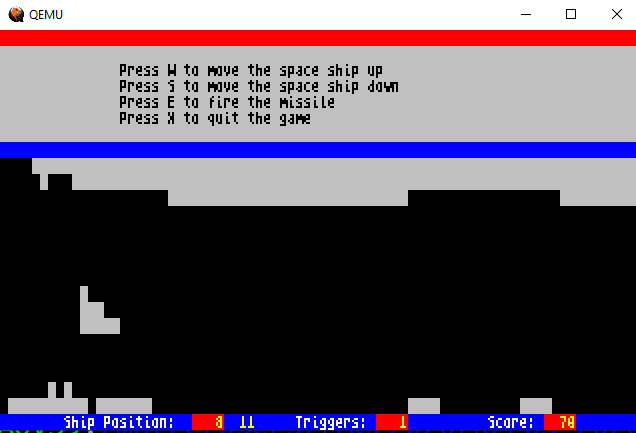 QEMU
Press W to move the space ship up
Press S to move the space ship down
Press E to fire the missile
Press X to quit the game
Ship Position: 8 11 Triggers: 1 Score: 70